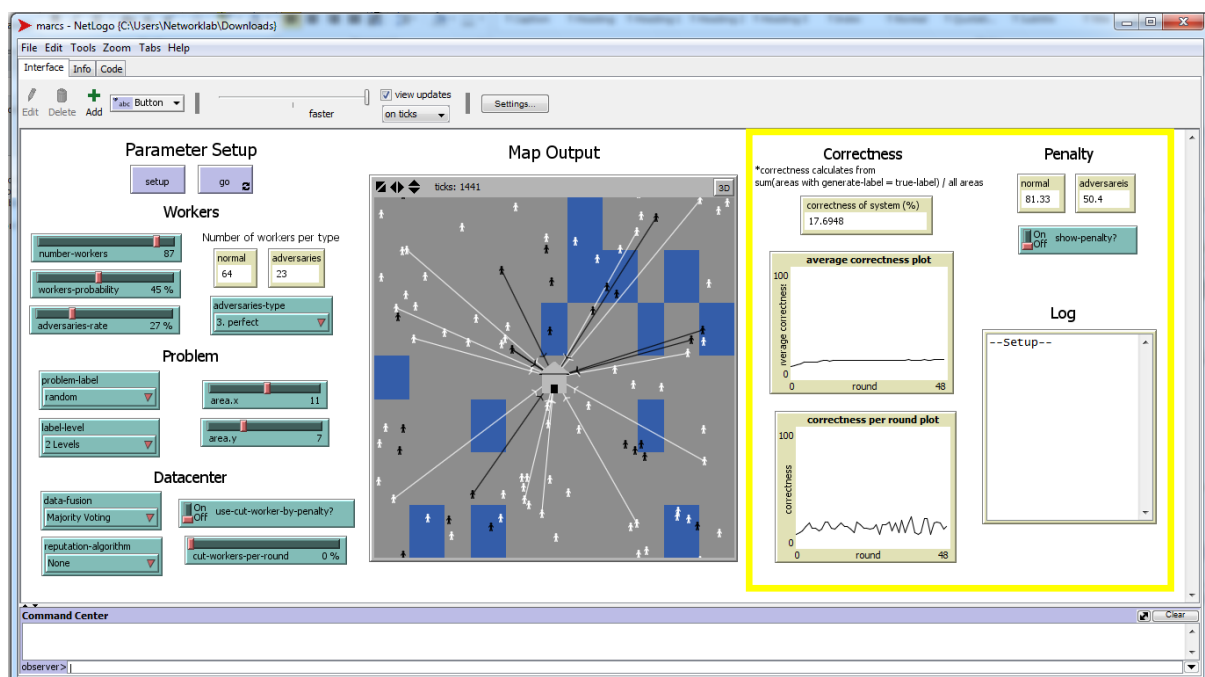 marcs - NetLogo {C:\Users\Networklab\Downloads}
File Edit Tools Zoom Tabs Help
Interface Info Code
Edit Delete Add
abc Button
faster
view updates
on ticks
Settings...
Parameter Setup
setup
go
Workers
number-workers 87
workers-probability 45 %
adversaries-rate 27 %
Number of workers per type
normal
64
adversaries
23
adversaries-type
3. perfect
Problem
problem-label
random
label-level
2 Levels
area.x 11
area.y 7
Datacenter
data-fusion
Majority Voting
reputation-algorithm
None
On
Off
use-cut-worker-by-penalty?
cut-workers-per-round 0 %
Map Output
ticks: 1441
3D
Correctness
*correctness calculates from
sum(areas with generate-label = true-label) / all areas
correctness of system (%)
17.6948
average correctness plot
100
average correctness
0
0 round 48
correctness per round plot
100
correctness
0
0 round 48
Penalty
normal
81.33
adversareis
50.4
On
Off
show-penalty?
Log
--Setup--
Command Center
Clear
observer>